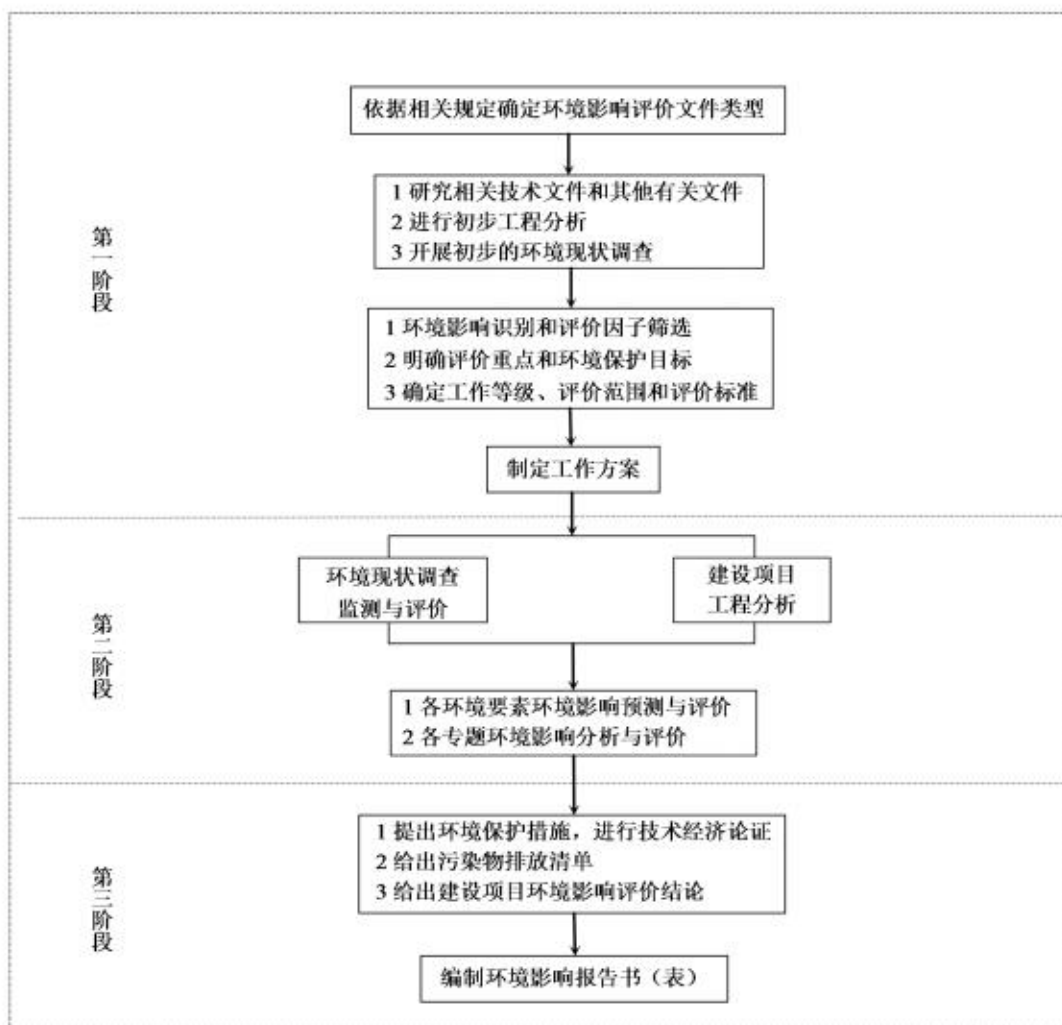 依据相关规定确定环境影响评价文件类型
1 研究相关技术文件和其他有关文件
2 进行初步工程分析
3 开展初步的环境现状调查
第一阶段
1 环境影响识别和评价因子筛选
2 明确评价重点和环境保护目标
3 确定工作等级、评价范围和评价标准
制定工作方案
第二阶段
环境现状调查
监测与评价
建设项目
工程分析
1 各环境要素环境影响预测与评价
2 各专题环境影响分析与评价
第三阶段
1 提出环境保护措施，进行技术经济论证
2 给出污染物排放清单
3 给出建设项目环境影响评价结论
编制环境影响报告书（表）